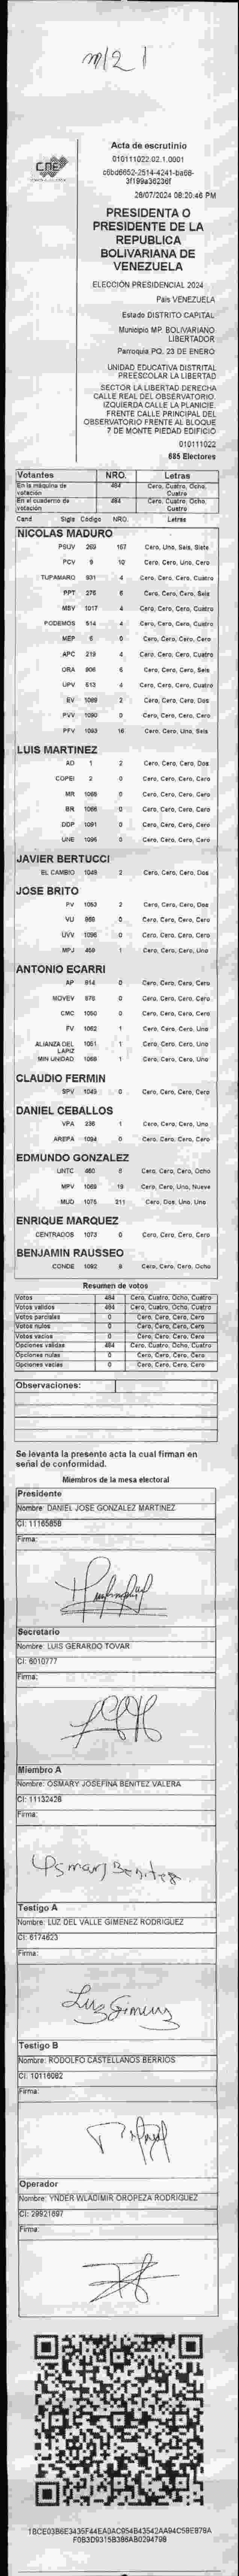 m/2 1
CNE
Acta de escrutinio
010111022.02.1.0001
28/07/2024 08:20:46 PM
PRESIDENTA O
PRESIDENTE DE LA
REPUBLICA
BOLIVARIANA DE
VENEZUELA
ELECCIÓN PRESIDENCIAL 2024
País VENEZUELA
Estado DISTRITO CAPITAL
Municipio MP. BOLIVARIANO
LIBERTADOR
Parroquia PQ. 23 DE ENERO
UNIDAD EDUCATIVA DISTRITAL
PREESCOLAR LA LIBERTAD
SECTOR LA LIBERTAD DERECHA
CALLE REAL DEL OBSERVATORIO.
IZQUIERDA CALLE LA PLANICIE.
FRENTE CALLE PRINCIPAL DEL
OBSERVATORIO FRENTE AL BLOQUE
7 DE MONTE PIEDAD EDIFICIO
010111022
685 Electores
Votantes NRO. Letras
En la máquina de votación 484 Cero, Cuatro, Ocho, Cuatro
En el cuaderno de votación 484 Cero, Cuatro, Ocho, Cuatro
Cand Sigla Código NRO. Letras
NICOLAS MADURO
PSUV 269 167 Cero, Uno, Seis, Siete
PCV 9 10 Cero, Cero, Uno, Cero
TUPAMARO 931 4 Cero, Cero, Cero, Cuatro
PPT 276 6 Cero, Cero, Cero, Seis
MSV 1017 4 Cero, Cero, Cero, Cuatro
PODEMOS 514 4 Cero, Cero, Cero, Cuatro
MEP 6 0 Cero, Cero, Cero, Cero
APC 219 4 Cero, Cero, Cero, Cuatro
ORA 906 6 Cero, Cero, Cero, Seis
UPV 613 4 Cero, Cero, Cero, Cuatro
EV 1089 2 Cero, Cero, Cero, Dos
PVV 1090 0 Cero, Cero, Cero, Cero
PFV 1093 16 Cero, Cero, Uno, Seis
LUIS MARTINEZ
AD 1 2 Cero, Cero, Cero, Dos
COPEI 2 0 Cero, Cero, Cero, Cero
MR 1068 0 Cero, Cero, Cero, Cero
BR 1066 0 Cero, Cero, Cero, Cero
DDP 1091 0 Cero, Cero, Cero, Cero
UNE 1096 0 Cero, Cero, Cero, Cero
JAVIER BERTUCCI
EL CAMBIO 1048 2 Cero, Cero, Cero, Dos
JOSE BRITO
PV 1053 2 Cero, Cero, Cero, Dos
VU 968 0 Cero, Cero, Cero, Cero
UVV 1098 0 Cero, Cero, Cero, Cero
MPJ 469 1 Cero, Cero, Cero, Uno
ANTONIO ECARRI
AP 914 0 Cero, Cero, Cero, Cero
MOVEV 978 0 Cero, Cero, Cero, Cero
CMC 1050 0 Cero, Cero, Cero, Cero
FV 1062 1 Cero, Cero, Cero, Uno
ALIANZA DEL LAPIZ 1051 1 Cero, Cero, Cero, Uno
MIN UNIDAD 1068 1 Cero, Cero, Cero, Uno
CLAUDIO FERMIN
SPV 1049 0 Cero, Cero, Cero, Cero
DANIEL CEBALLOS
VPA 236 1 Cero, Cero, Cero, Uno
AREPA 1094 0 Cero, Cero, Cero, Cero
EDMUNDO GONZALEZ
UNTC 460 8 Cero, Cero, Cero, Ocho
MPV 1069 19 Cero, Cero, Uno, Nueve
MUD 1075 211 Cero, Dos, Uno, Uno
ENRIQUE MARQUEZ
CENTRADOS 1073 0 Cero, Cero, Cero, Cero
BENJAMIN RAUSSEO
CONDE 1092 8 Cero, Cero, Cero, Ocho
Resumen de votos
Votos 484 Cero, Cuatro, Ocho, Cuatro
Votos validos 484 Cero, Cuatro, Ocho, Cuatro
Votos parciales 0 Cero, Cero, Cero, Cero
Votos nulos 0 Cero, Cero, Cero, Cero
Votos vacios 0 Cero, Cero, Cero, Cero
Opciones validas 484 Cero, Cuatro, Ocho, Cuatro
Opciones nulas 0 Cero, Cero, Cero, Cero
Opciones vacias 0 Cero, Cero, Cero, Cero
Observaciones:
Se levanta la presente acta la cual firman en
señal de conformidad.
Miembros de la mesa electoral
Presidente
Nombre: DANIEL JOSE GONZALEZ MARTINEZ
CI: 11165858
Firma:
Secretario
Nombre: LUIS GERARDO TOVAR
CI: 6010777
Firma:
Miembro A
Nombre: OSMARY JOSEFINA BENITEZ VALERA
CI: 11132426
Firma:
Osmary Benitez
Testigo A
Nombre: LUZ DEL VALLE GIMENEZ RODRIGUEZ
CI: 6174623
Firma:
Luz Gimenez
Testigo B
Nombre: RODOLFO CASTELLANOS BERRIOS
CI: 10116082
Firma:
Operador
Nombre: YNDER WLADIMIR OROPEZA RODRIGUEZ
CI: 29921697
Firma: